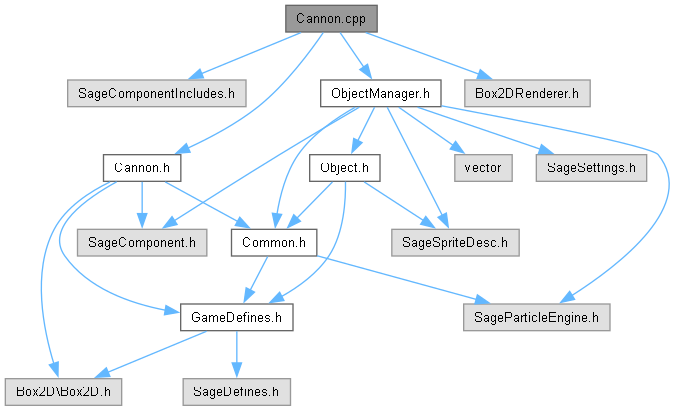 Cannon.cpp
SageComponentIncludes.h
ObjectManager.h
Box2DRenderer.h
Cannon.h
Object.h
vector
SageSettings.h
SageComponent.h
Common.h
SageSpriteDesc.h
GameDefines.h
SageParticleEngine.h
Box2D\Box2D.h
SageDefines.h